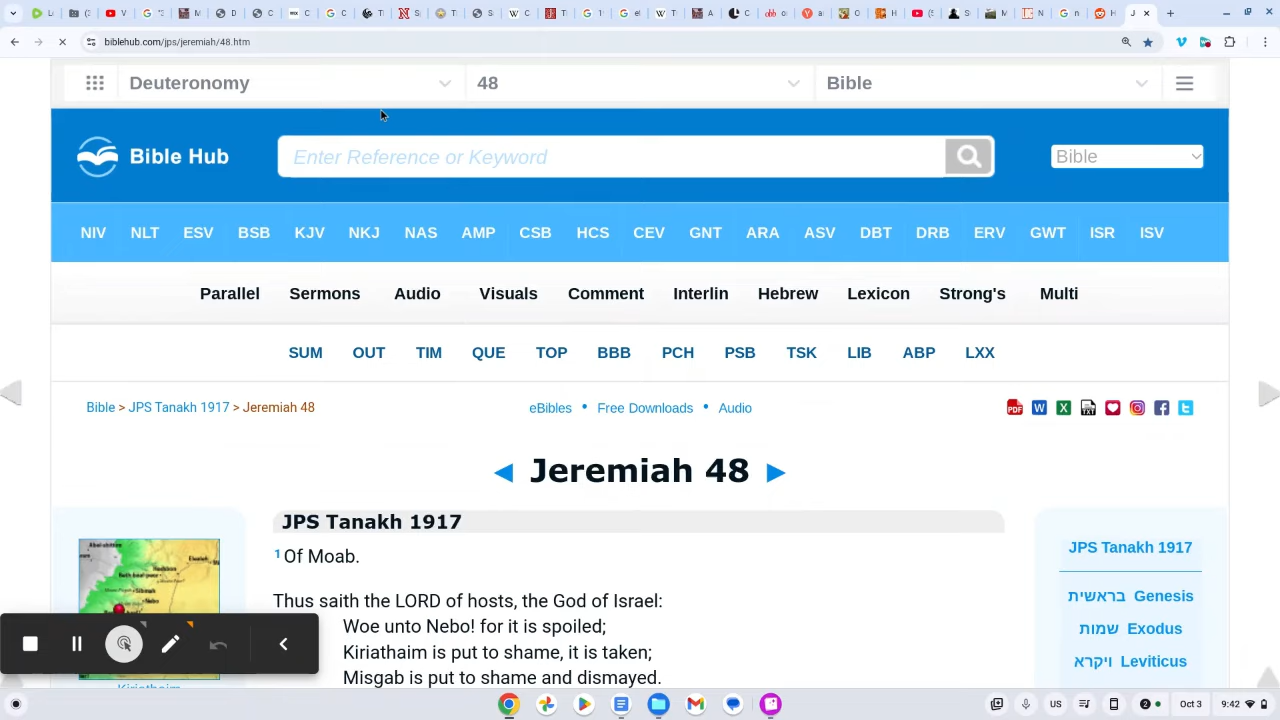 biblehub.com/jps/jeremiah/48.htm
Deuteronomy 48 Bible
Bible Hub Enter Reference or Keyword Bible
NIV NLT ESV BSB KJV NKJ NAS AMP CSB HCS CEV GNT ARA ASV DBT DRB ERV GWT ISR ISV
Parallel Sermons Audio Visuals Comment Interlin Hebrew Lexicon Strong's Multi
SUM OUT TIM QUE TOP BBB PCH PSB TSK LIB ABP LXX
Bible > JPS Tanakh 1917 > Jeremiah 48 eBibles • Free Downloads • Audio
◄ Jeremiah 48 ►
JPS Tanakh 1917
1 Of Moab.
Thus saith the LORD of hosts, the God of Israel:
Woe unto Nebo! for it is spoiled;
Kiriathaim is put to shame, it is taken;
Misgab is put to shame and dismayed.
JPS Tanakh 1917
בראשית Genesis
שמות Exodus
ויקרא Leviticus
US 2 Oct 3 9:42